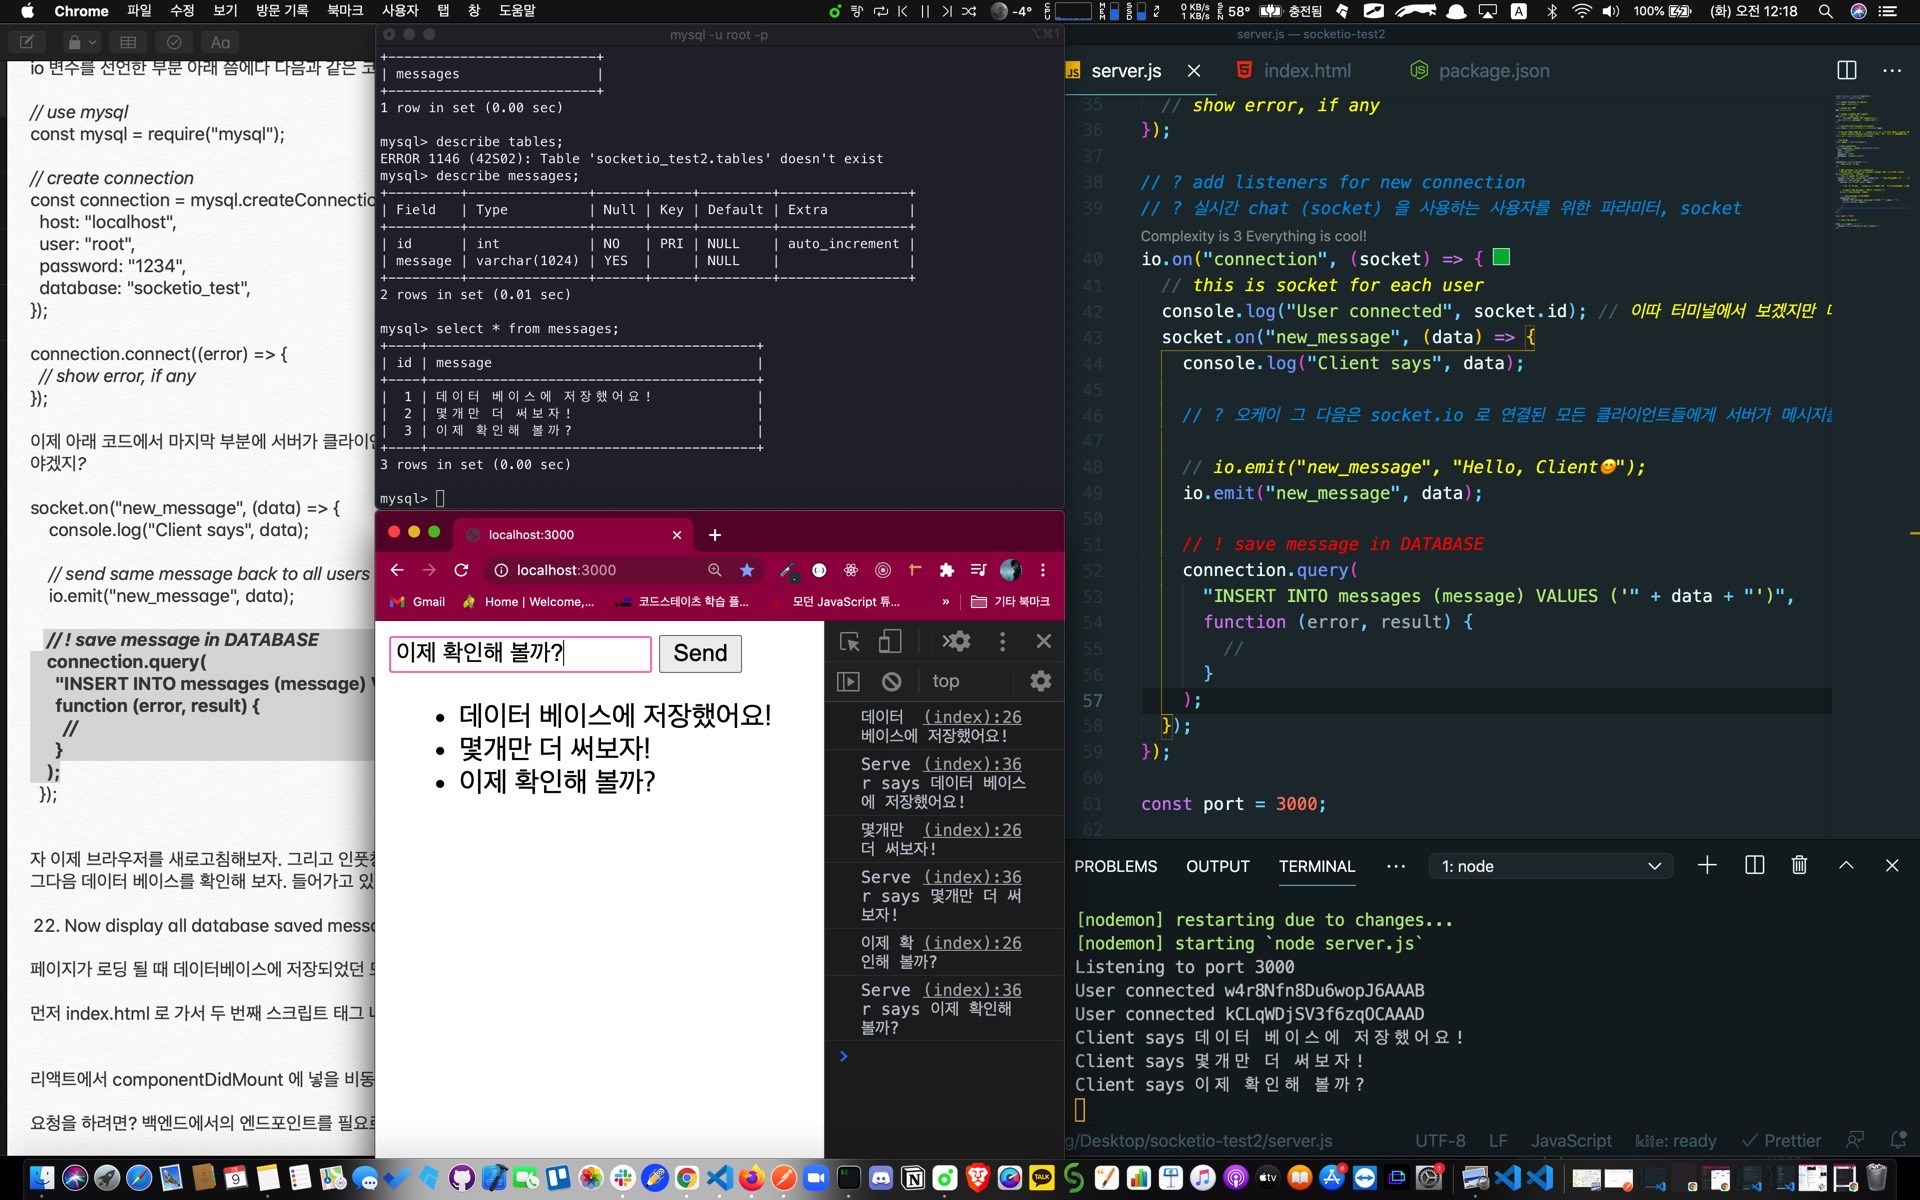 Chrome 파일 수정 보기 방문 기록 북마크 사용자 탭 창 도움말
-4° 0 KB/s 1 KB/s 58° 충전됨 100% (화) 오전 12:18
io 변수를 선언한 부분 아래 쯤에다 다음과 같은 코
// use mysql
const mysql = require("mysql");
// create connection
const connection = mysql.createConnectio
host: "localhost",
user: "root",
password: "1234",
database: "socketio_test",
});
connection.connect((error) => {
// show error, if any
});
이제 아래 코드에서 마지막 부분에 서버가 클라이언
야겠지?
socket.on("new_message", (data) => {
console.log("Client says", data);
// send same message back to all users
io.emit("new_message", data);
// ! save message in DATABASE
connection.query(
"INSERT INTO messages (message) V
function (error, result) {
//
}
);
});
자 이제 브라우저를 새로고침해보자. 그리고 인풋창
그다음 데이터 베이스를 확인해 보자. 들어가고 있
22. Now display all database saved messa
페이지가 로딩 될 때 데이터베이스에 저장되었던 모
먼저 index.html 로 가서 두 번째 스크립트 태그 내
리액트에서 componentDidMount 에 넣을 비동
요청을 하려면? 백엔드에서의 엔드포인트를 필요로
mysql -u root -p
⌥⌘1
| messages |
1 row in set (0.00 sec)
mysql> describe tables;
ERROR 1146 (42S02): Table 'socketio_test2.tables' doesn't exist
mysql> describe messages;
| Field | Type | Null | Key | Default | Extra |
| id | int | NO | PRI | NULL | auto_increment |
| message | varchar(1024) | YES | | NULL | |
2 rows in set (0.01 sec)
mysql> select * from messages;
| id | message |
| 1 | 데이터 베이스에 저장했어요! |
| 2 | 몇개만 더 써보자! |
| 3 | 이제 확인해 볼까? |
3 rows in set (0.00 sec)
mysql>
localhost:3000
localhost:3000
Gmail Home | Welcome,... 코드스테이츠 학습 플... 모던 JavaScript 튜... » 기타 북마크
이제 확인해 볼까? Send
• 데이터 베이스에 저장했어요!
• 몇개만 더 써보자!
• 이제 확인해 볼까?
top
데이터 (index):26
베이스에 저장했어요!
Serve (index):36
r says 데이터 베이스
에 저장했어요!
몇개만 (index):26
더 써보자!
Serve (index):36
r says 몇개만 더 써
보자!
이제 확 (index):26
인해 볼까?
Serve (index):36
r says 이제 확인해
볼까?
server.js — socketio-test2
server.js index.html package.json
35 // show error, if any
36 });
37
38 // ? add listeners for new connection
39 // ? 실시간 chat (socket) 을 사용하는 사용자를 위한 파라미터, socket
Complexity is 3 Everything is cool!
40 io.on("connection", (socket) => {
41 // this is socket for each user
42 console.log("User connected", socket.id); // 이따 터미널에서 보겠지만
43 socket.on("new_message", (data) => {
44 console.log("Client says", data);
45
46 // ? 오케이 그 다음은 socket.io 로 연결된 모든 클라이언트들에게 서버가 메시지를
47
48 // io.emit("new_message", "Hello, Client😊");
49 io.emit("new_message", data);
50
51 // ! save message in DATABASE
52 connection.query(
53 "INSERT INTO messages (message) VALUES ('" + data + "')",
54 function (error, result) {
55 //
56 }
57 );
58 });
59 });
60
61 const port = 3000;
62
PROBLEMS OUTPUT TERMINAL 1: node
[nodemon] restarting due to changes...
[nodemon] starting `node server.js`
Listening to port 3000
User connected w4r8Nfn8Du6wopJ6AAAB
User connected kCLqWDjSV3f6zqOCAAAD
Client says 데이터 베이스에 저장했어요!
Client says 몇개만 더 써보자!
Client says 이제 확인해 볼까?
g/Desktop/socketio-test2/server.js UTF-8 LF JavaScript kite: ready Prettier